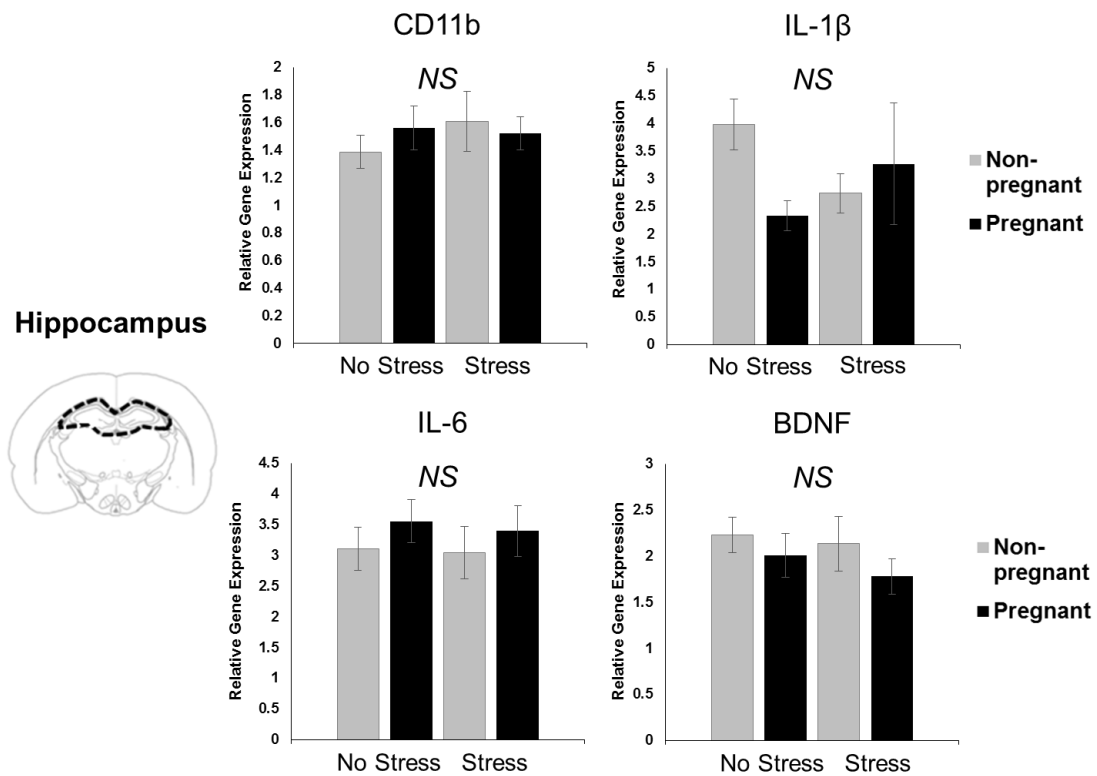 CD11b
NS
Relative Gene Expression
2
1.8
1.6
1.4
1.2
1
0.8
0.6
0.4
0.2
0
No Stress
Stress
IL-1β
NS
Relative Gene Expression
5
4.5
4
3.5
3
2.5
2
1.5
1
0.5
0
No Stress
Stress
Non-
pregnant
Pregnant
Hippocampus
IL-6
NS
Relative Gene Expression
4.5
4
3.5
3
2.5
2
1.5
1
0.5
0
No Stress
Stress
BDNF
NS
Relative Gene Expression
3
2.5
2
1.5
1
0.5
0
No Stress
Stress
Non-
pregnant
Pregnant